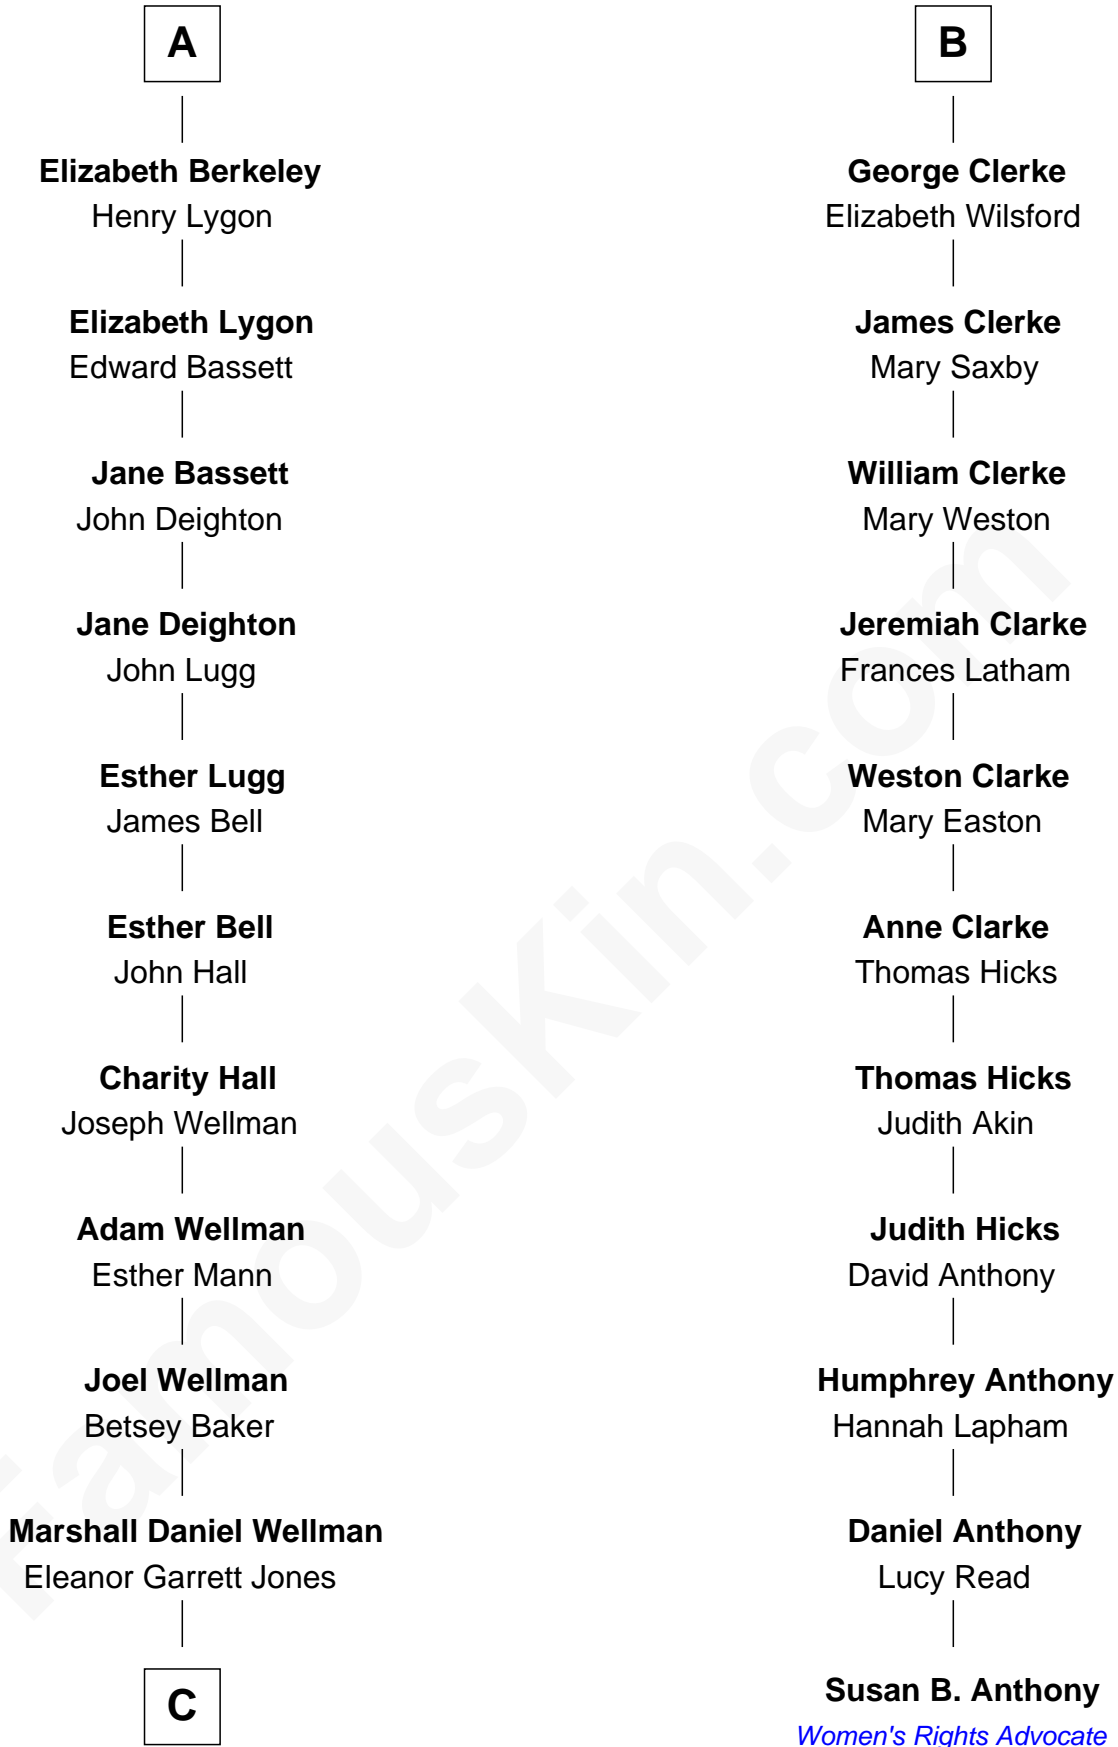 A
Elizabeth Berkeley
Henry Lygon
Elizabeth Lygon
Edward Bassett
Jane Bassett
John Deighton
Jane Deighton
John Lugg
Esther Lugg
James Bell
Esther Bell
John Hall
Charity Hall
Joseph Wellman
Adam Wellman
Esther Mann
Joel Wellman
Betsey Baker
Marshall Daniel Wellman
Eleanor Garrett Jones
C
B
George Clerke
Elizabeth Wilsford
James Clerke
Mary Saxby
William Clerke
Mary Weston
Jeremiah Clarke
Frances Latham
Weston Clarke
Mary Easton
Anne Clarke
Thomas Hicks
Thomas Hicks
Judith Akin
Judith Hicks
David Anthony
Humphrey Anthony
Hannah Lapham
Daniel Anthony
Lucy Read
Susan B. Anthony
Women's Rights Advocate
FamousKin.com